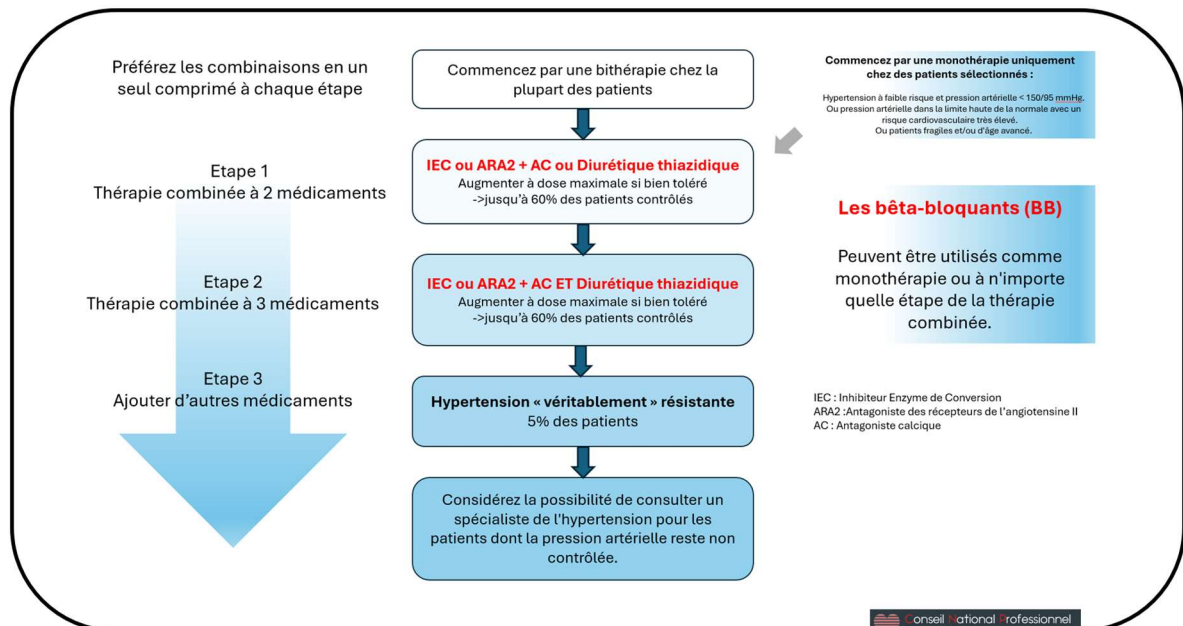 Préférez les combinaisons en un
seul comprimé à chaque étape
Commencez par une bithérapie chez la
plupart des patients
Commencez par une monothérapie uniquement
chez des patients sélectionnés :
Hypertension à faible risque et pression artérielle < 150/95 mmHg.
Ou pression artérielle dans la limite haute de la normale avec un
risque cardiovasculaire très élevé.
Ou patients fragiles et/ou d'âge avancé.
Etape 1
Thérapie combinée à 2 médicaments
IEC ou ARA2 + AC ou Diurétique thiazidique
Augmenter à dose maximale si bien toléré
->jusqu'à 60% des patients contrôlés
Les bêta-bloquants (BB)
Peuvent être utilisés comme
monothérapie ou à n'importe
quelle étape de la thérapie
combinée.
Etape 2
Thérapie combinée à 3 médicaments
IEC ou ARA2 + AC ET Diurétique thiazidique
Augmenter à dose maximale si bien toléré
->jusqu'à 60% des patients contrôlés
Etape 3
Ajouter d'autres médicaments
Hypertension « véritablement » résistante
5% des patients
IEC : Inhibiteur Enzyme de Conversion
ARA2 :Antagoniste des récepteurs de l'angiotensine II
AC : Antagoniste calcique
Considérez la possibilité de consulter un
spécialiste de l'hypertension pour les
patients dont la pression artérielle reste non
contrôlée.
Conseil National Professionnel